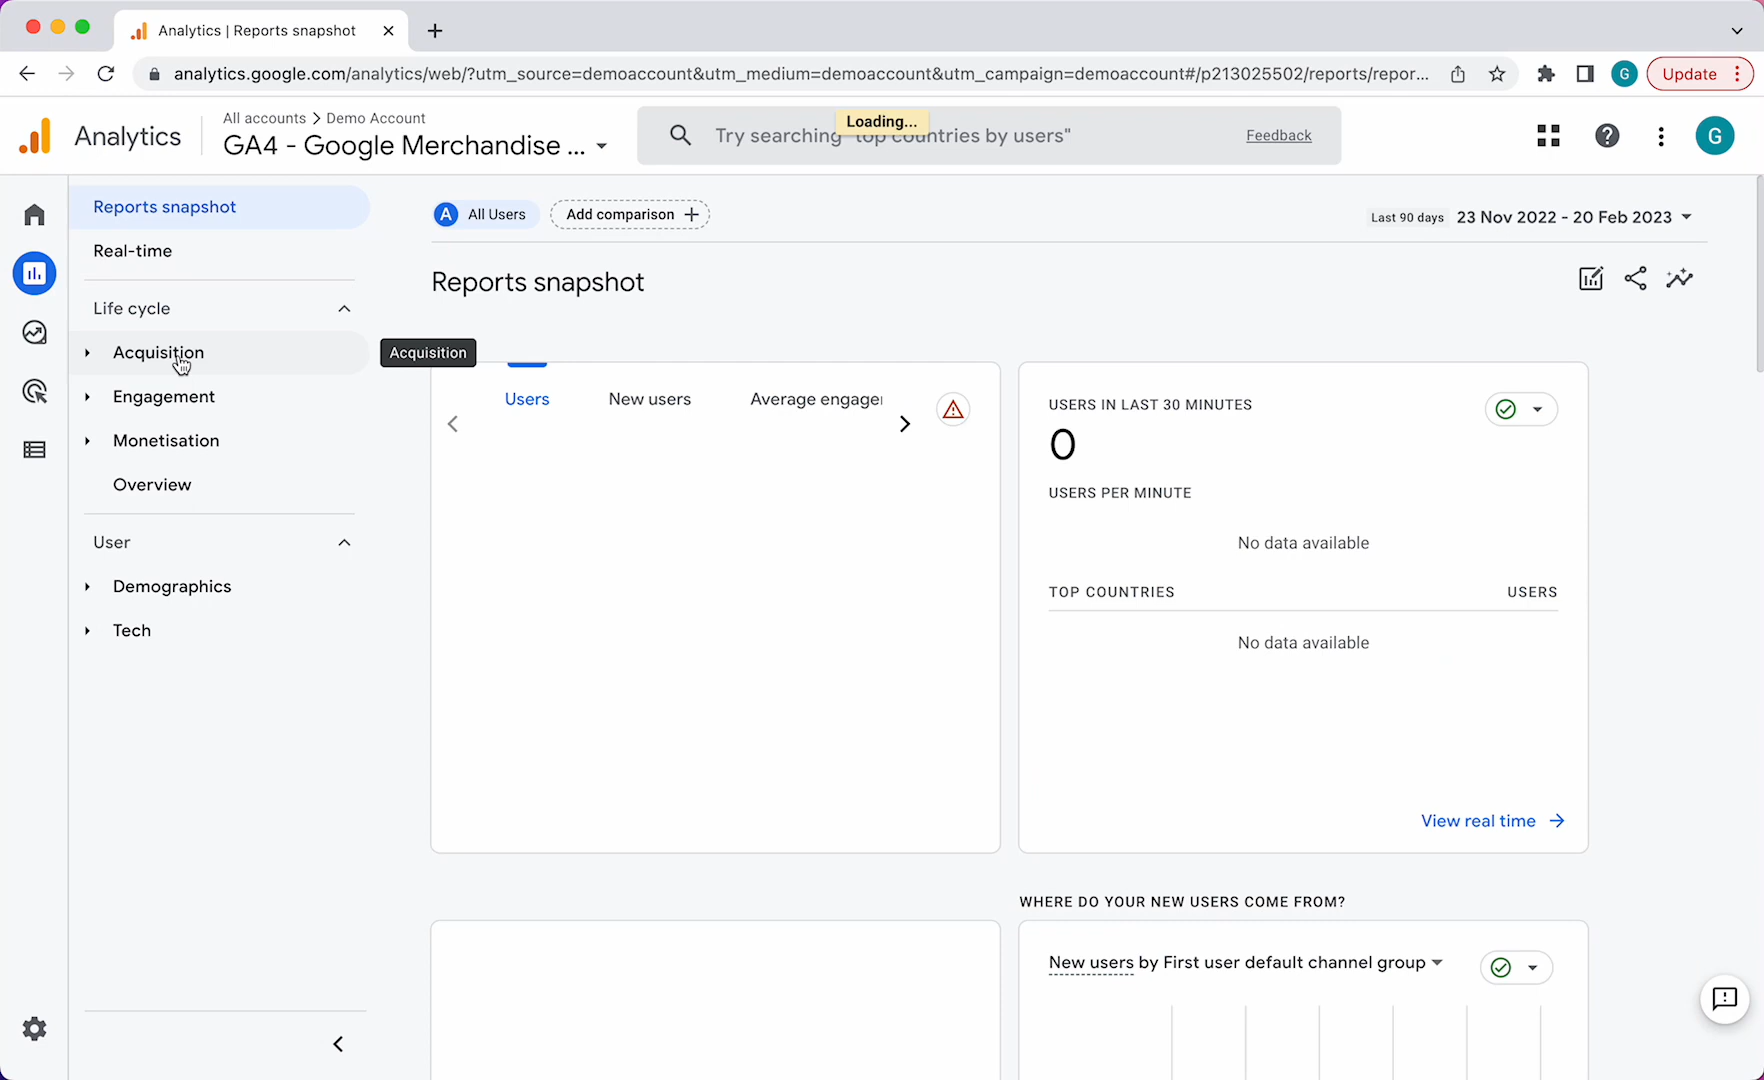 Analytics | Reports snapshot
analytics.google.com/analytics/web/?utm_source=demoaccount&utm_medium=demoaccount&utm_campaign=demoaccount#/p213025502/reports/repor...
G
Update
Analytics
All accounts > Demo Account
GA4 - Google Merchandise ...
Try searching "top countries by users"
Loading...
Feedback
G
Reports snapshot
Real-time
Life cycle
Acquisition
Engagement
Monetisation
Overview
User
Demographics
Tech
Acquisition
A All Users
Add comparison +
Last 90 days 23 Nov 2022 - 20 Feb 2023
Reports snapshot
Users
New users
Average engager
USERS IN LAST 30 MINUTES
0
USERS PER MINUTE
No data available
TOP COUNTRIES USERS
No data available
View real time
WHERE DO YOUR NEW USERS COME FROM?
New users by First user default channel group